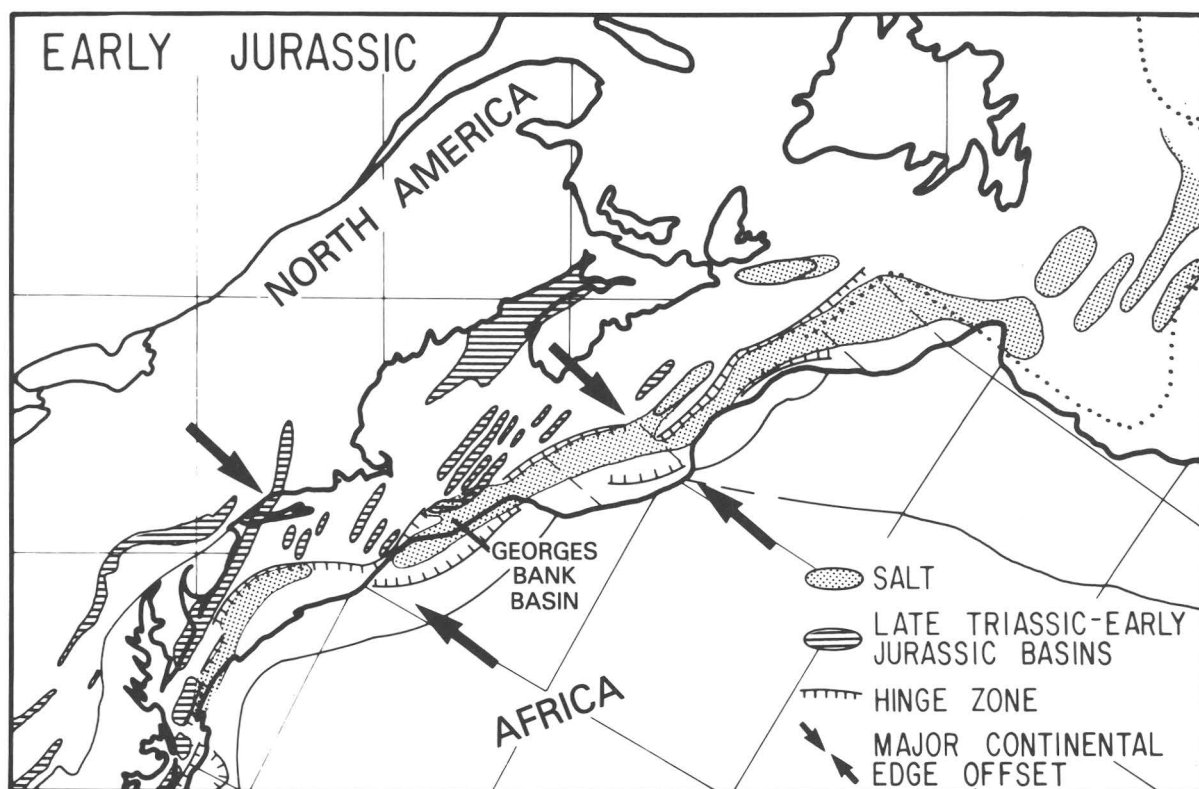 EARLY JURASSIC
NORTH AMERICA
GEORGES
BANK
BASIN
AFRICA
SALT
LATE TRIASSIC-EARLY
JURASSIC BASINS
HINGE ZONE
MAJOR CONTINENTAL
EDGE OFFSET